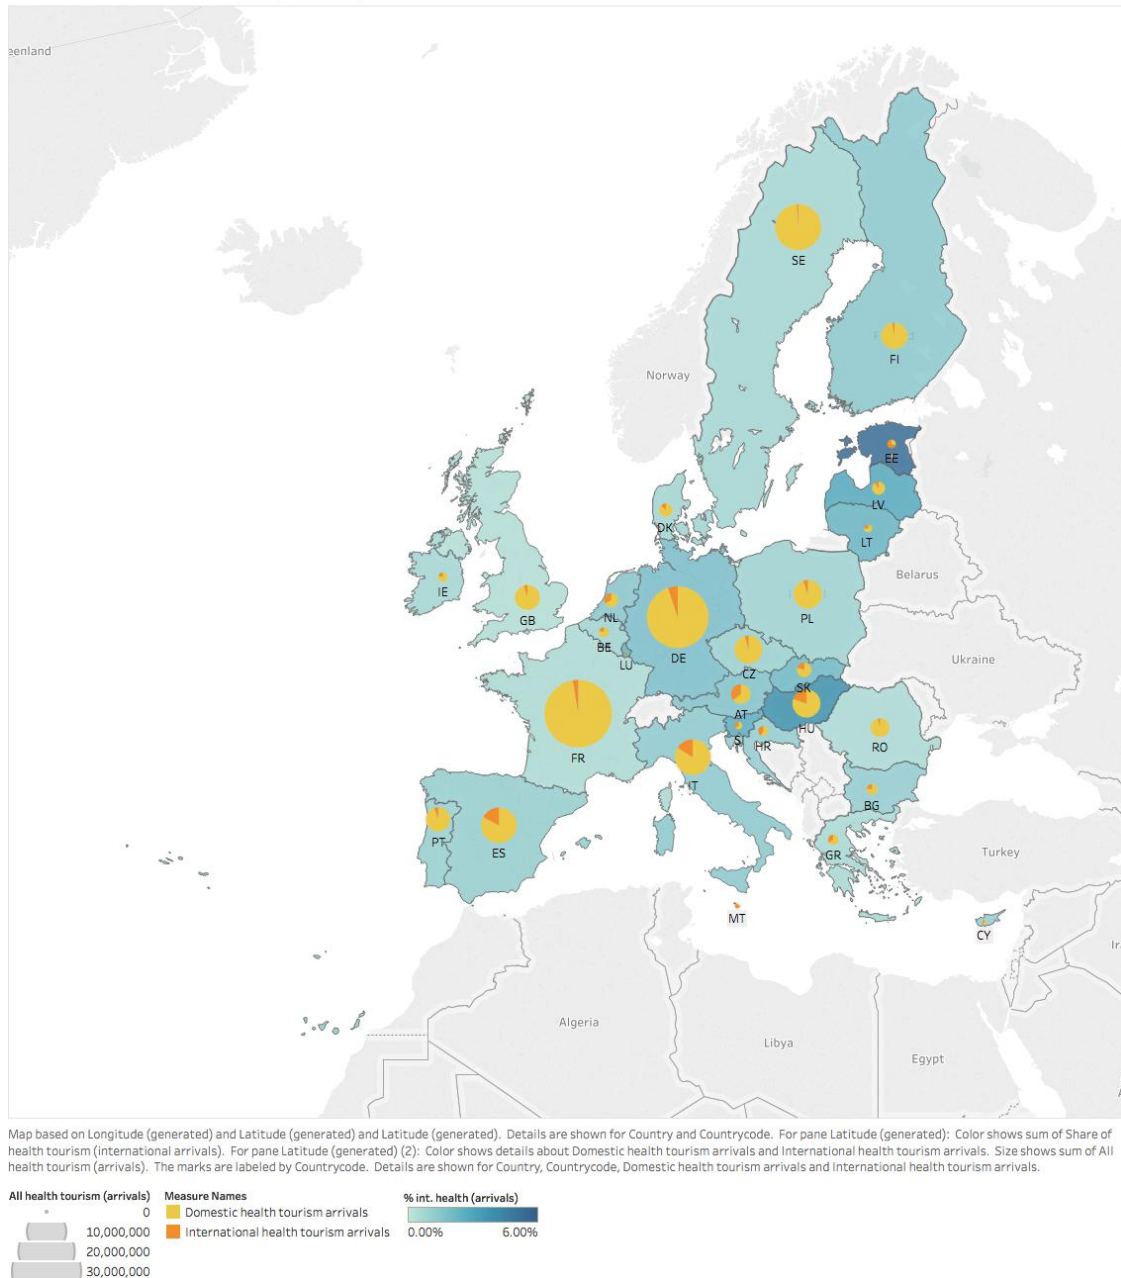 eenland
SE
FI
Norway
EE
LV
DK
LT
Belarus
IE
GB
NL
PL
BE
DE
LU
CZ
Ukraine
SK
AT
HU
SI
HR
RO
FR
IT
BG
PT
ES
GR
Turkey
MT
CY
Ir
Algeria
Libya
Egypt
Map based on Longitude (generated) and Latitude (generated) and Latitude (generated). Details are shown for Country and Countrycode. For pane Latitude (generated): Color shows sum of Share of
health tourism (international arrivals). For pane Latitude (generated) (2): Color shows details about Domestic health tourism arrivals and International health tourism arrivals. Size shows sum of All
health tourism (arrivals). The marks are labeled by Countrycode. Details are shown for Country, Countrycode, Domestic health tourism arrivals and International health tourism arrivals.
All health tourism (arrivals)
0
10,000,000
20,000,000
30,000,000
Measure Names
Domestic health tourism arrivals
International health tourism arrivals
% int. health (arrivals)
0.00% 6.00%